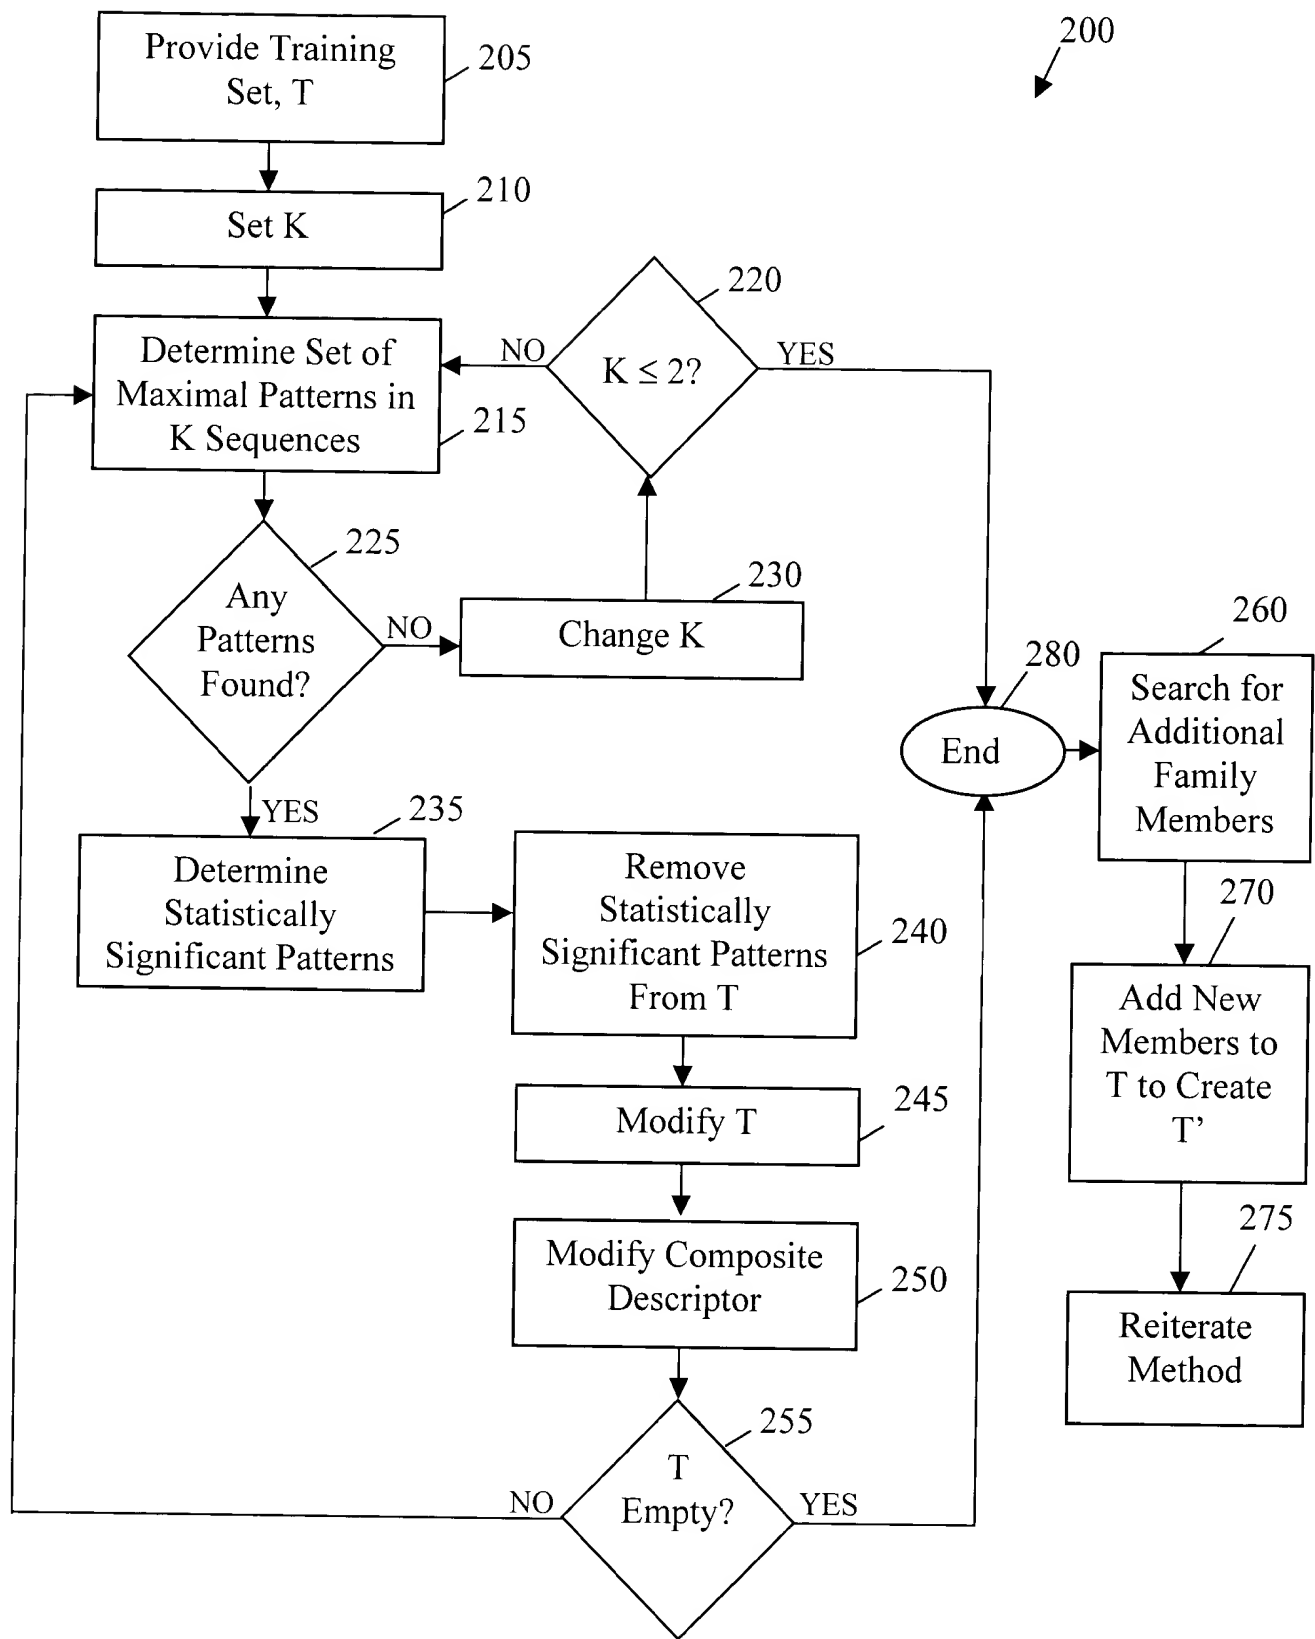 200
Provide Training
Set, T
205
Set K
210
Determine Set of
Maximal Patterns in
K Sequences
215
K ≤ 2?
220
NO
YES
Any
Patterns
Found?
225
NO
YES
Change K
230
Determine
Statistically
Significant Patterns
235
Remove
Statistically
Significant Patterns
From T
240
Modify T
245
Modify Composite
Descriptor
250
T
Empty?
255
NO
YES
End
280
Search for
Additional
Family
Members
260
Add New
Members to
T to Create
T’
270
Reiterate
Method
275